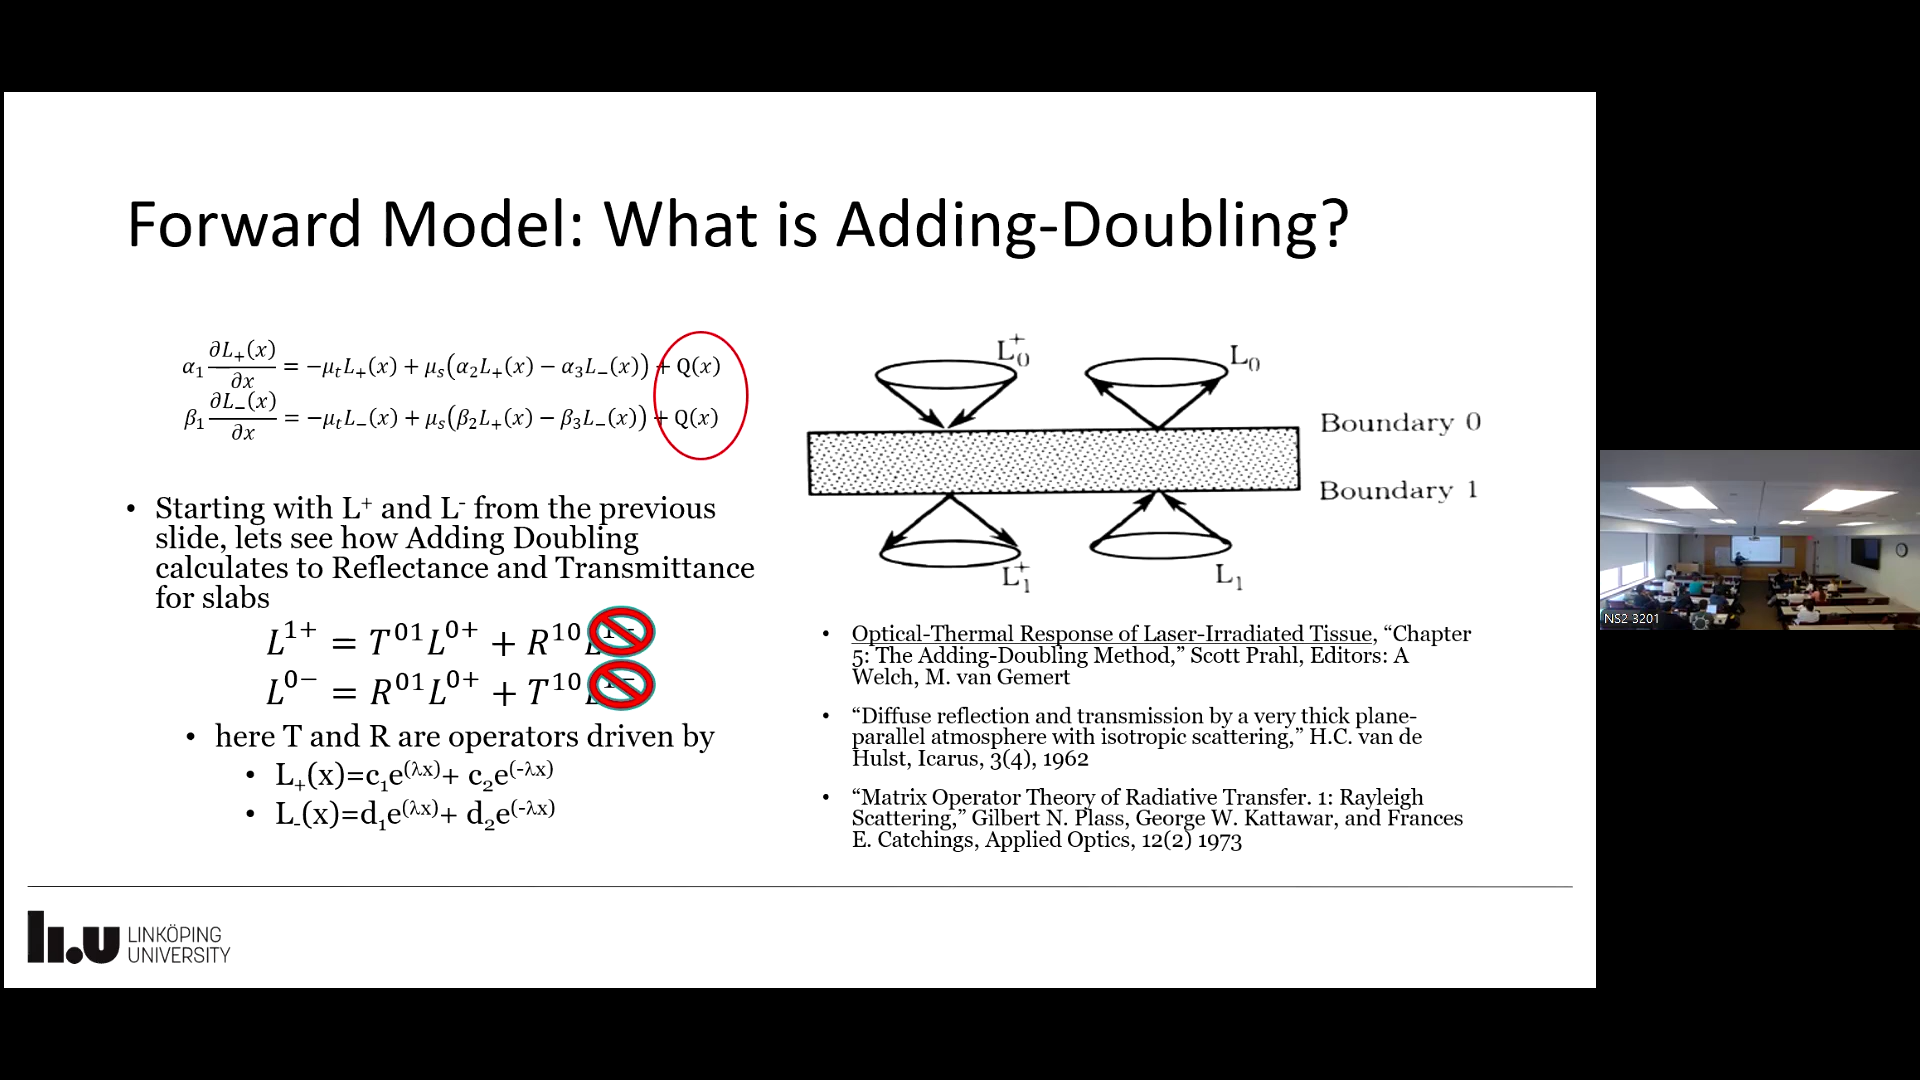 Forward Model: What is Adding-Doubling?
α₁ ∂L₊(x)/∂x = −μₜL₊(x) + μₛ(α₂L₊(x) − α₃L₋(x)) + Q(x)
β₁ ∂L₋(x)/∂x = −μₜL₋(x) + μₛ(β₂L₊(x) − β₃L₋(x)) + Q(x)
• Starting with L⁺ and L⁻ from the previous
slide, lets see how Adding Doubling
calculates to Reflectance and Transmittance
for slabs
L¹⁺ = T⁰¹L⁰⁺ + R¹⁰
L⁰⁻ = R⁰¹L⁰⁺ + T¹⁰
• here T and R are operators driven by
• L₊(x)=c₁e^(λx)+ c₂e^(-λx)
• L₋(x)=d₁e^(λx)+ d₂e^(-λx)
L₀⁺
L₀
Boundary 0
Boundary 1
L₁⁺
L₁
• Optical-Thermal Response of Laser-Irradiated Tissue, “Chapter
5: The Adding-Doubling Method,” Scott Prahl, Editors: A
Welch, M. van Gemert
• “Diffuse reflection and transmission by a very thick plane-
parallel atmosphere with isotropic scattering,” H.C. van de
Hulst, Icarus, 3(4), 1962
• “Matrix Operator Theory of Radiative Transfer. 1: Rayleigh
Scattering,” Gilbert N. Plass, George W. Kattawar, and Frances
E. Catchings, Applied Optics, 12(2) 1973
li.u LINKÖPING
UNIVERSITY
NS2 3201